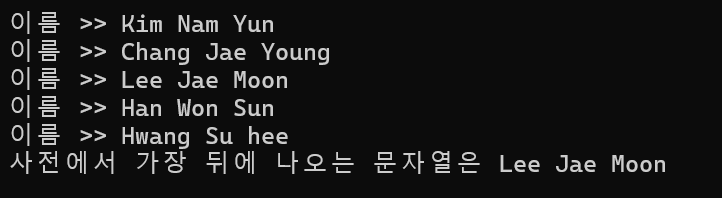 이름 >> Kim Nam Yun
이름 >> Chang Jae Young
이름 >> Lee Jae Moon
이름 >> Han Won Sun
이름 >> Hwang Su hee
사전에서 가장 뒤에 나오는 문자열은 Lee Jae Moon